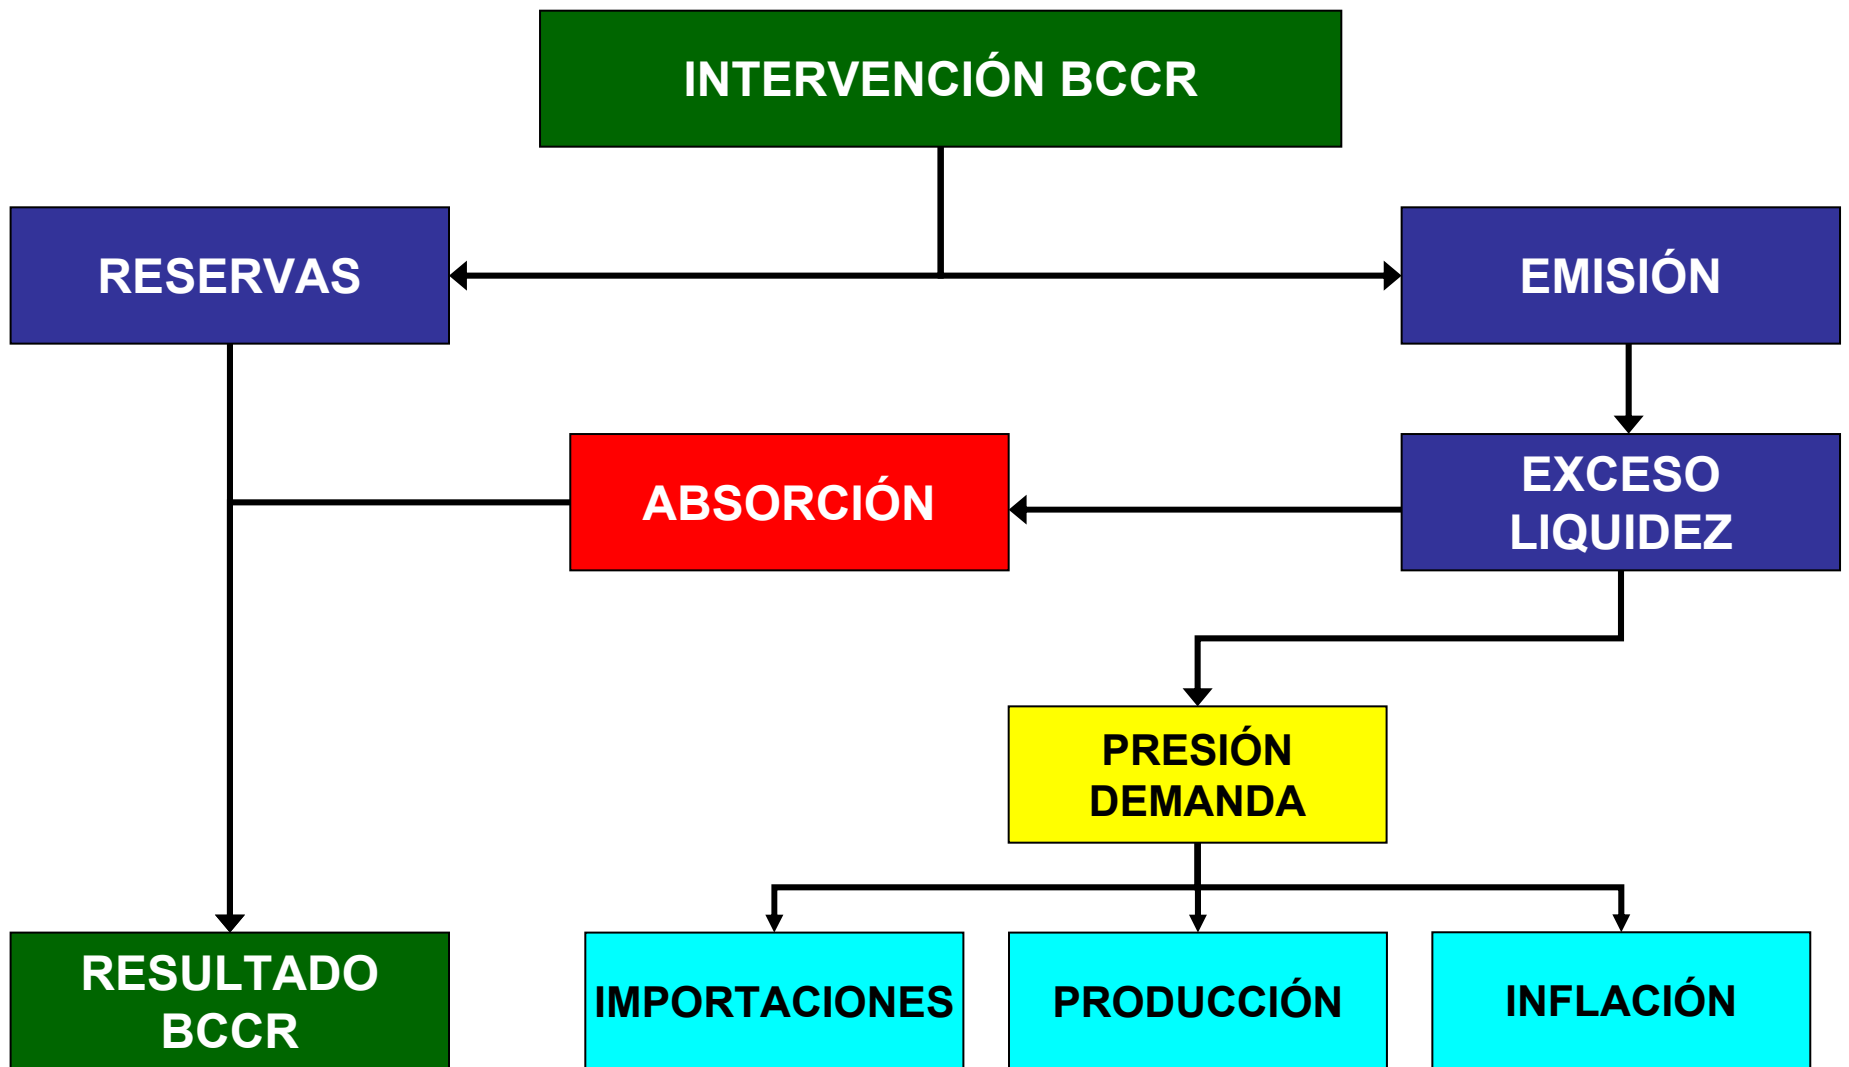 INTERVENCIÓN BCCR
RESERVAS
EMISIÓN
ABSORCIÓN
EXCESO
LIQUIDEZ
PRESIÓN
DEMANDA
RESULTADO
BCCR
IMPORTACIONES
PRODUCCIÓN
INFLACIÓN